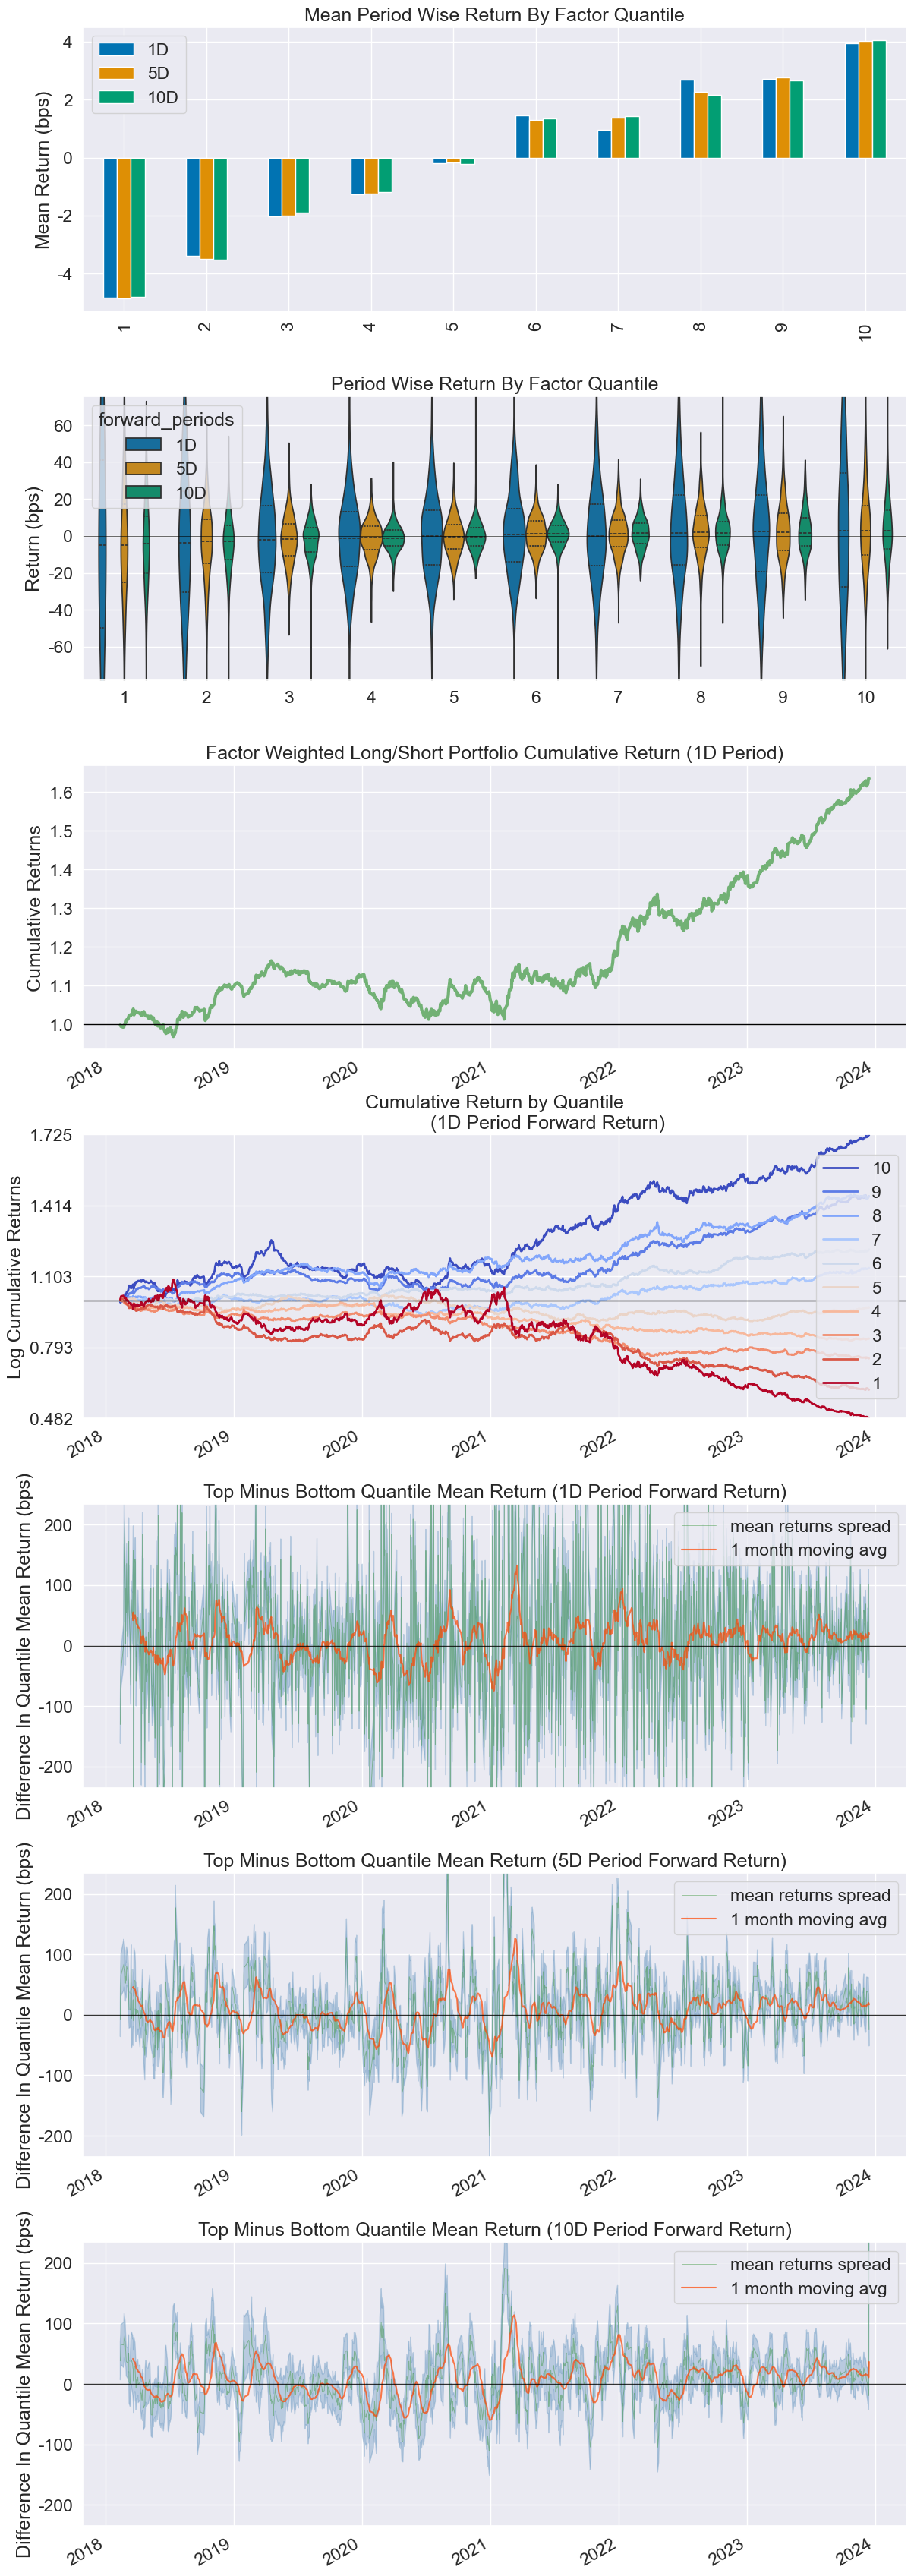 Mean Period Wise Return By Factor Quantile
Mean Return (bps)
4
2
0
-2
-4
1D
5D
10D
1 2 3 4 5 6 7 8 9 10
Period Wise Return By Factor Quantile
Return (bps)
60
40
20
0
-20
-40
-60
forward_periods
1D
5D
10D
1 2 3 4 5 6 7 8 9 10
Factor Weighted Long/Short Portfolio Cumulative Return (1D Period)
Cumulative Returns
1.6
1.5
1.4
1.3
1.2
1.1
1.0
2018 2019 2020 2021 2022 2023 2024
Cumulative Return by Quantile
(1D Period Forward Return)
Log Cumulative Returns
1.725
1.414
1.103
0.793
0.482
10
9
8
7
6
5
4
3
2
1
2018 2019 2020 2021 2022 2023 2024
Top Minus Bottom Quantile Mean Return (1D Period Forward Return)
Difference In Quantile Mean Return (bps)
200
100
0
-100
-200
mean returns spread
1 month moving avg
2018 2019 2020 2021 2022 2023 2024
Top Minus Bottom Quantile Mean Return (5D Period Forward Return)
Difference In Quantile Mean Return (bps)
200
100
0
-100
-200
mean returns spread
1 month moving avg
2018 2019 2020 2021 2022 2023 2024
Top Minus Bottom Quantile Mean Return (10D Period Forward Return)
Difference In Quantile Mean Return (bps)
200
100
0
-100
-200
mean returns spread
1 month moving avg
2018 2019 2020 2021 2022 2023 2024